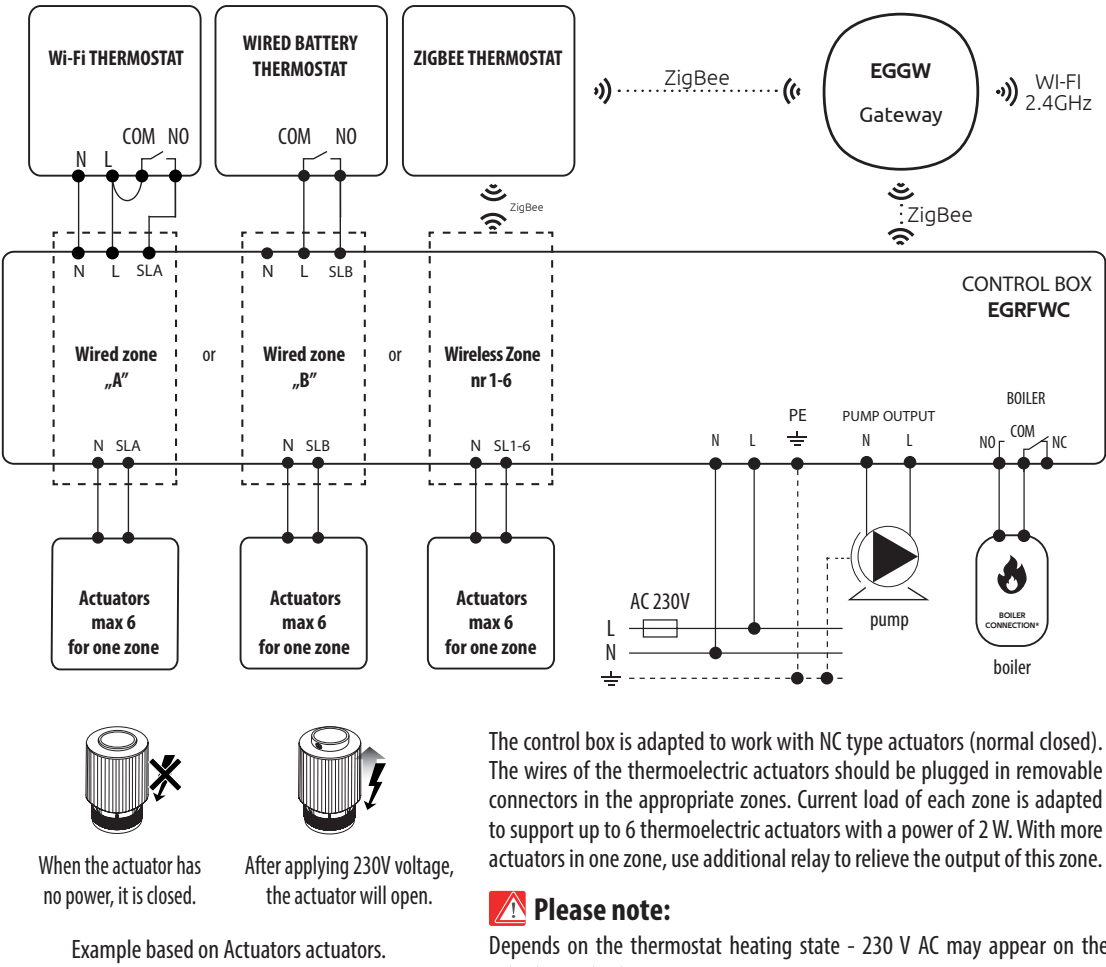 Wi-Fi THERMOSTAT
COM NO
N L
WIRED BATTERY
THERMOSTAT
COM NO
ZIGBEE THERMOSTAT
ZigBee
EGGW
Gateway
WI-FI
2.4GHz
ZigBee
ZigBee
N L SLA
N L SLB
CONTROL BOX
EGRFWC
Wired zone
„A”
or
Wired zone
„B”
or
Wireless Zone
nr 1-6
N SLA
N SLB
N SL1-6
N L
PE
PUMP OUTPUT
N L
BOILER
NO COM NC
Actuators
max 6
for one zone
Actuators
max 6
for one zone
Actuators
max 6
for one zone
AC 230V
L
N
pump
BOILER
CONNECTION*
boiler
When the actuator has
no power, it is closed.
After applying 230V voltage,
the actuator will open.
Example based on Actuators actuators.
The control box is adapted to work with NC type actuators (normal closed).
The wires of the thermoelectric actuators should be plugged in removable
connectors in the appropriate zones. Current load of each zone is adapted
to support up to 6 thermoelectric actuators with a power of 2 W. With more
actuators in one zone, use additional relay to relieve the output of this zone.
Please note:
Depends on the thermostat heating state - 230 V AC may appear on the